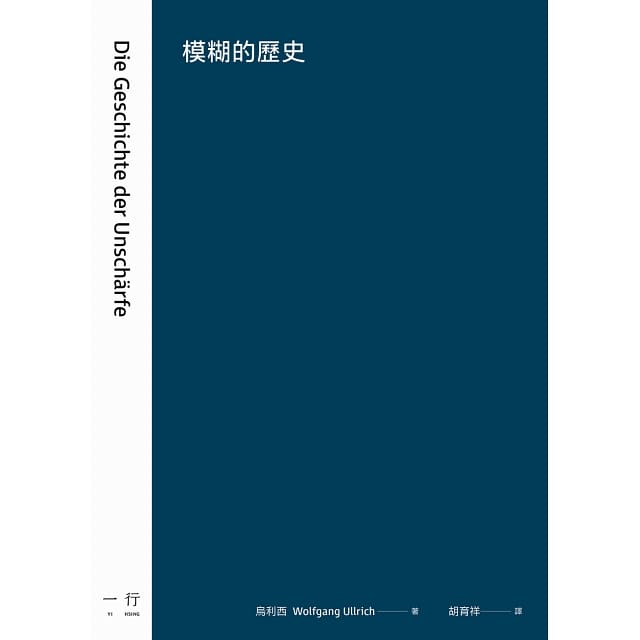 模糊的歷史
Die Geschichte der Unschärfe
一 行
YI HSING
烏利西 Wolfgang Ullrich 著 胡育祥 譯